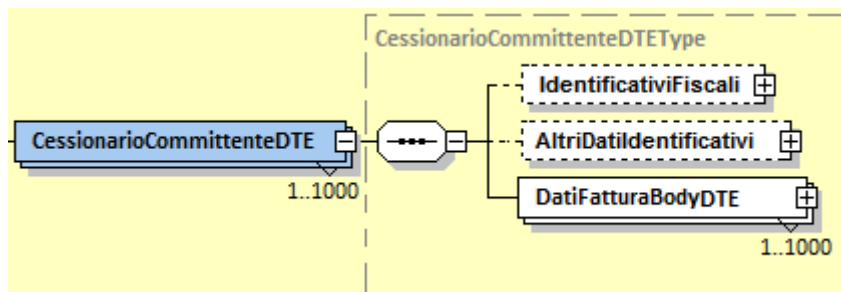 CessionarioCommittenteDTEType
IdentificativiFiscali
CessionarioCommittenteDTE
AltriDatiIdentificativi
1..1000
DatiFatturaBodyDTE
1..1000